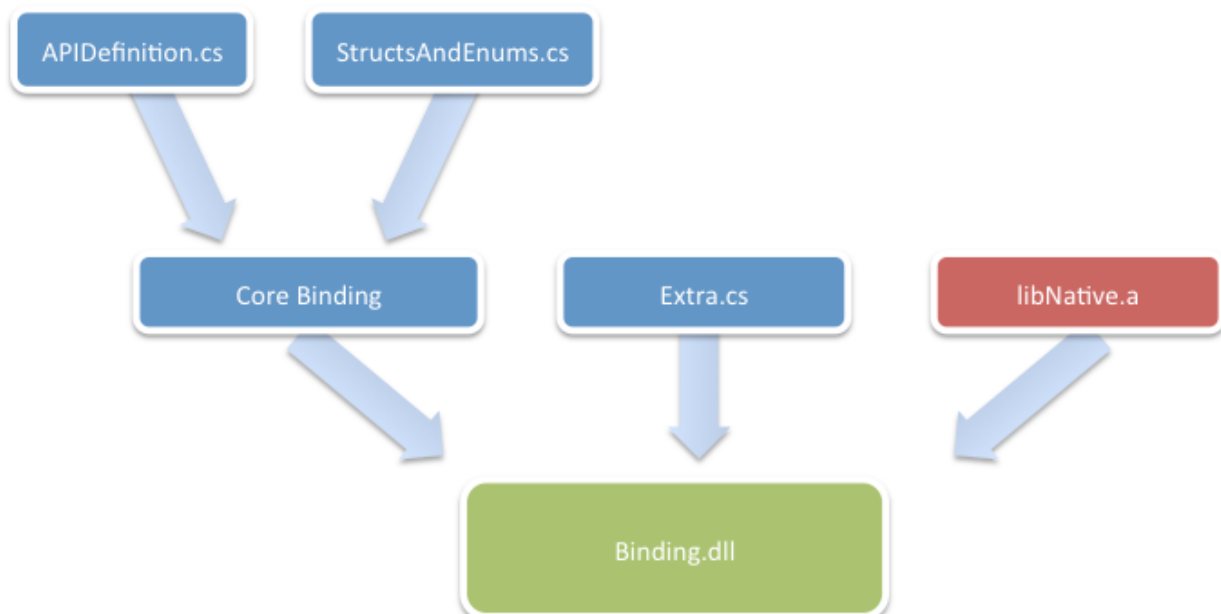 APIDefinition.cs
StructsAndEnums.cs
Core Binding
Extra.cs
libNative.a
Binding.dll